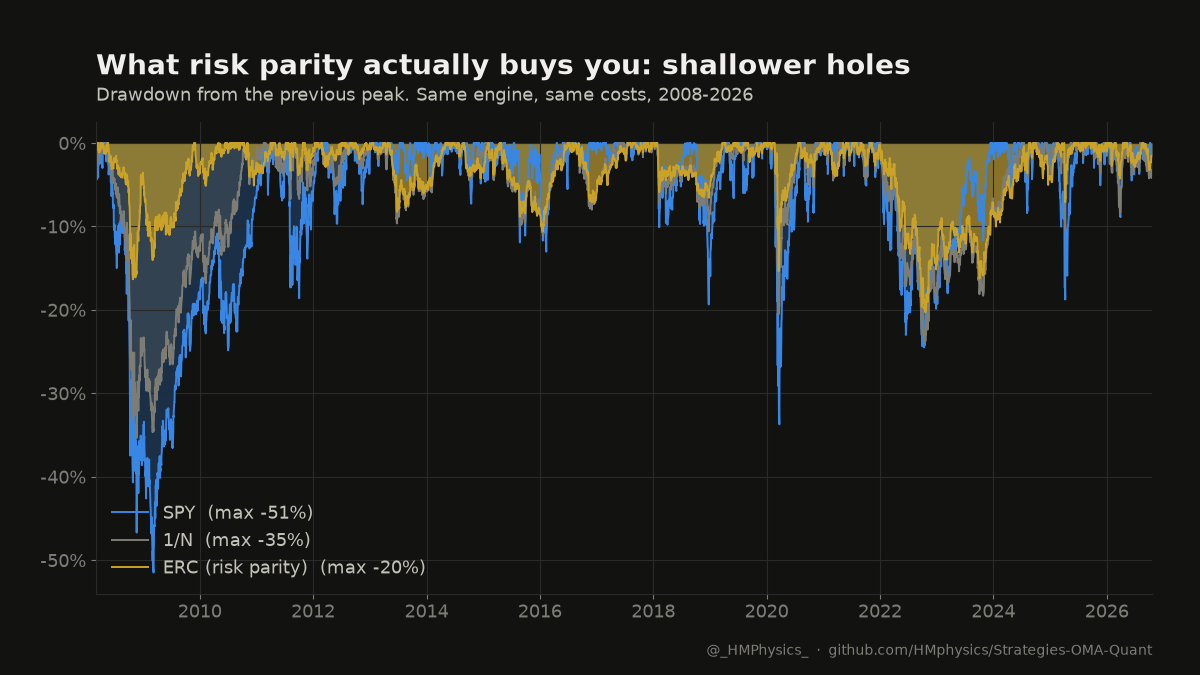 What risk parity actually buys you: shallower holes
Drawdown from the previous peak. Same engine, same costs, 2008-2026
0%
-10%
-20%
-30%
-40%
-50%
SPY (max -51%)
1/N (max -35%)
ERC (risk parity) (max -20%)
2010 2012 2014 2016 2018 2020 2022 2024 2026
@_HMPhysics_ · github.com/HMphysics/Strategies-OMA-Quant